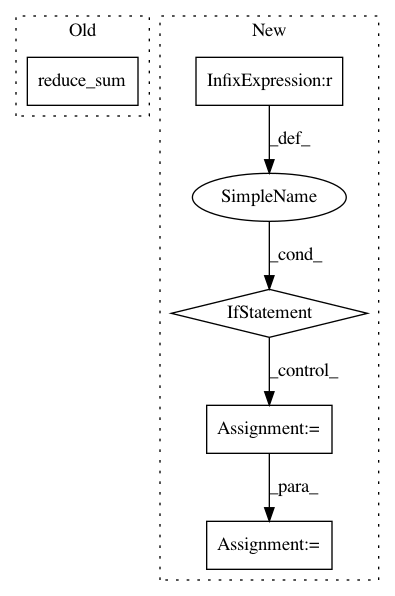 Old
New
reduce_sum
InfixExpression:r
_def_
SimpleName
_cond_
IfStatement
_control_
Assignment:=
_para_
Assignment:=